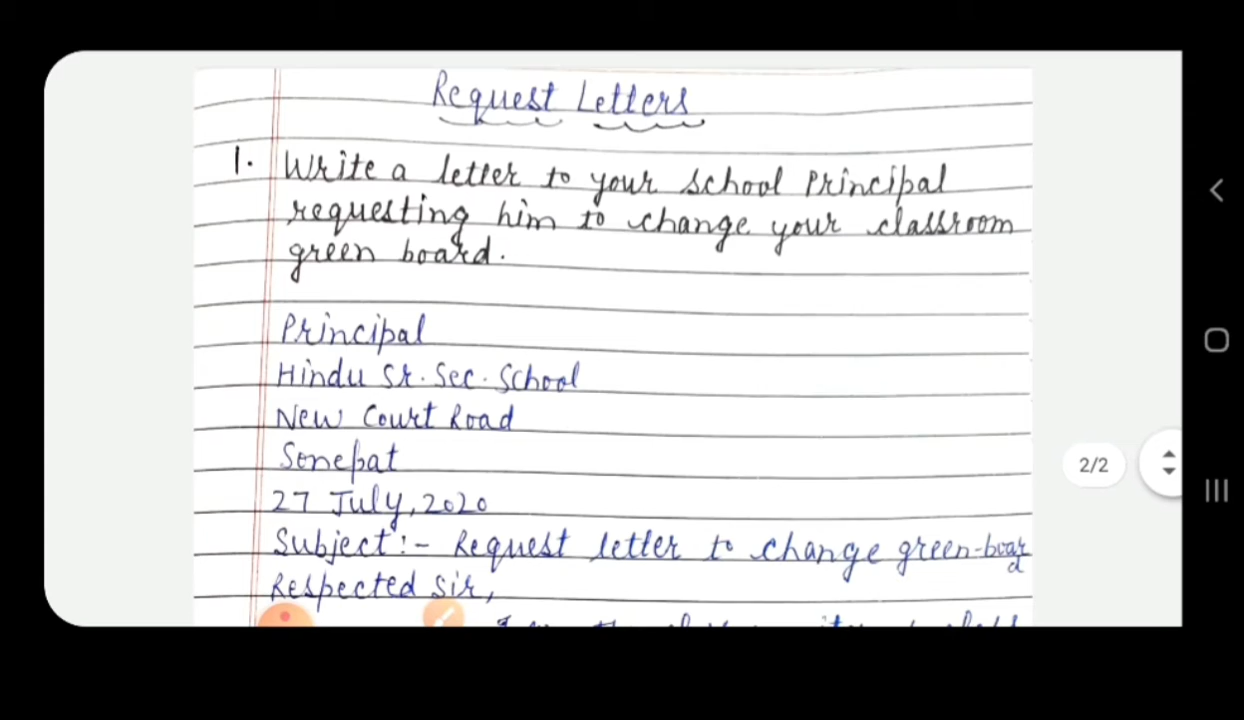 Request Letters
1. Write a letter to your school Principal
requesting him to change your classroom
green board.
Principal
Hindu Sr. Sec. School
New Court Road
Sonepat
27 July, 2020
Subject :- Request letter to change green-board
Respected Sir,
2/2